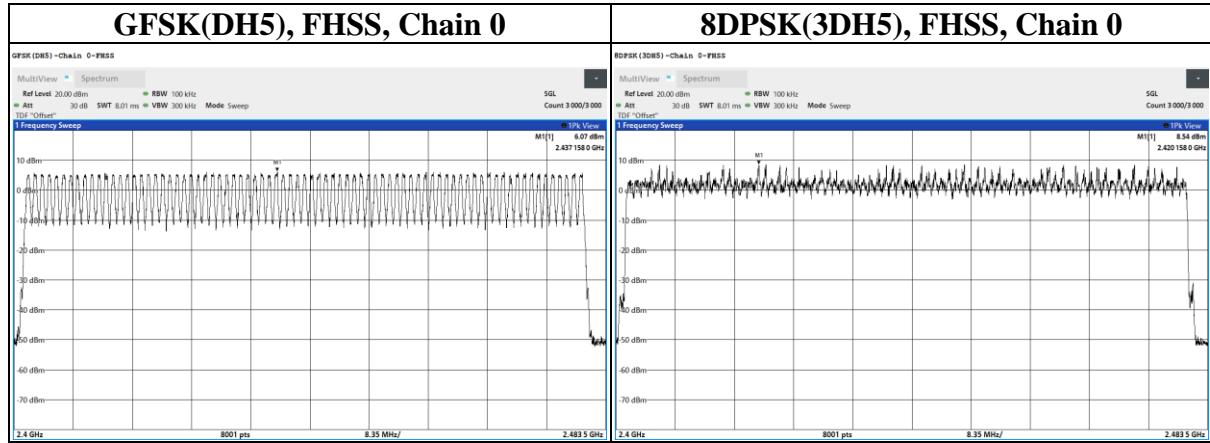 GFSK(DH5), FHSS, Chain 0
GFSK(DH5)-Chain 0-FHSS
MultiView Spectrum
Ref Level 20.00 dBm RBW 100 kHz SGL
Att 30 dB SWT 8.01 ms VBW 300 kHz Mode Sweep Count 3 000/3 000
TDF "Offset"
1 Frequency Sweep 1Pk View
M1[1] 6.07 dBm
2.437 158 0 GHz
M1
10 dBm
0 dBm
-10 dBm
-20 dBm
-30 dBm
-40 dBm
-50 dBm
-60 dBm
-70 dBm
2.4 GHz 8001 pts 8.35 MHz/ 2.483 5 GHz
8DPSK(3DH5), FHSS, Chain 0
8DPSK(3DH5)-Chain 0-FHSS
MultiView Spectrum
Ref Level 20.00 dBm RBW 100 kHz SGL
Att 30 dB SWT 8.01 ms VBW 300 kHz Mode Sweep Count 3 000/3 000
TDF "Offset"
1 Frequency Sweep 1Pk View
M1[1] 8.54 dBm
2.420 158 0 GHz
M1
10 dBm
0 dBm
-10 dBm
-20 dBm
-30 dBm
-40 dBm
-50 dBm
-60 dBm
-70 dBm
2.4 GHz 8001 pts 8.35 MHz/ 2.483 5 GHz